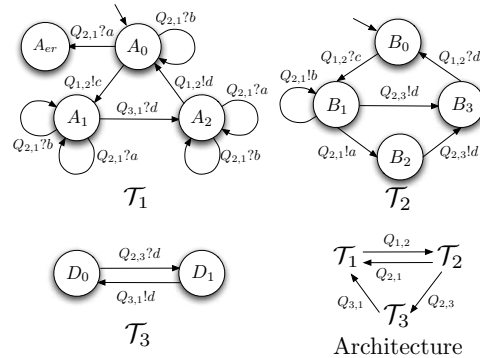 Q2,1?a
Q2,1?b
Aer
A0
B0
Q1,2!c
Q1,2!d
Q2,1?a
Q1,2?c
Q1,2?d
Q2,1!b
Q2,1?b
A1
Q3,1?d
A2
B1
Q2,3!d
B3
Q2,1?a
Q2,1?b
Q2,1!a
B2
Q2,3!d
T1
T2
D0
Q2,3?d
D1
Q3,1!d
T3
T1
Q1,2
T2
Q2,1
Q3,1
Q2,3
T3
Architecture